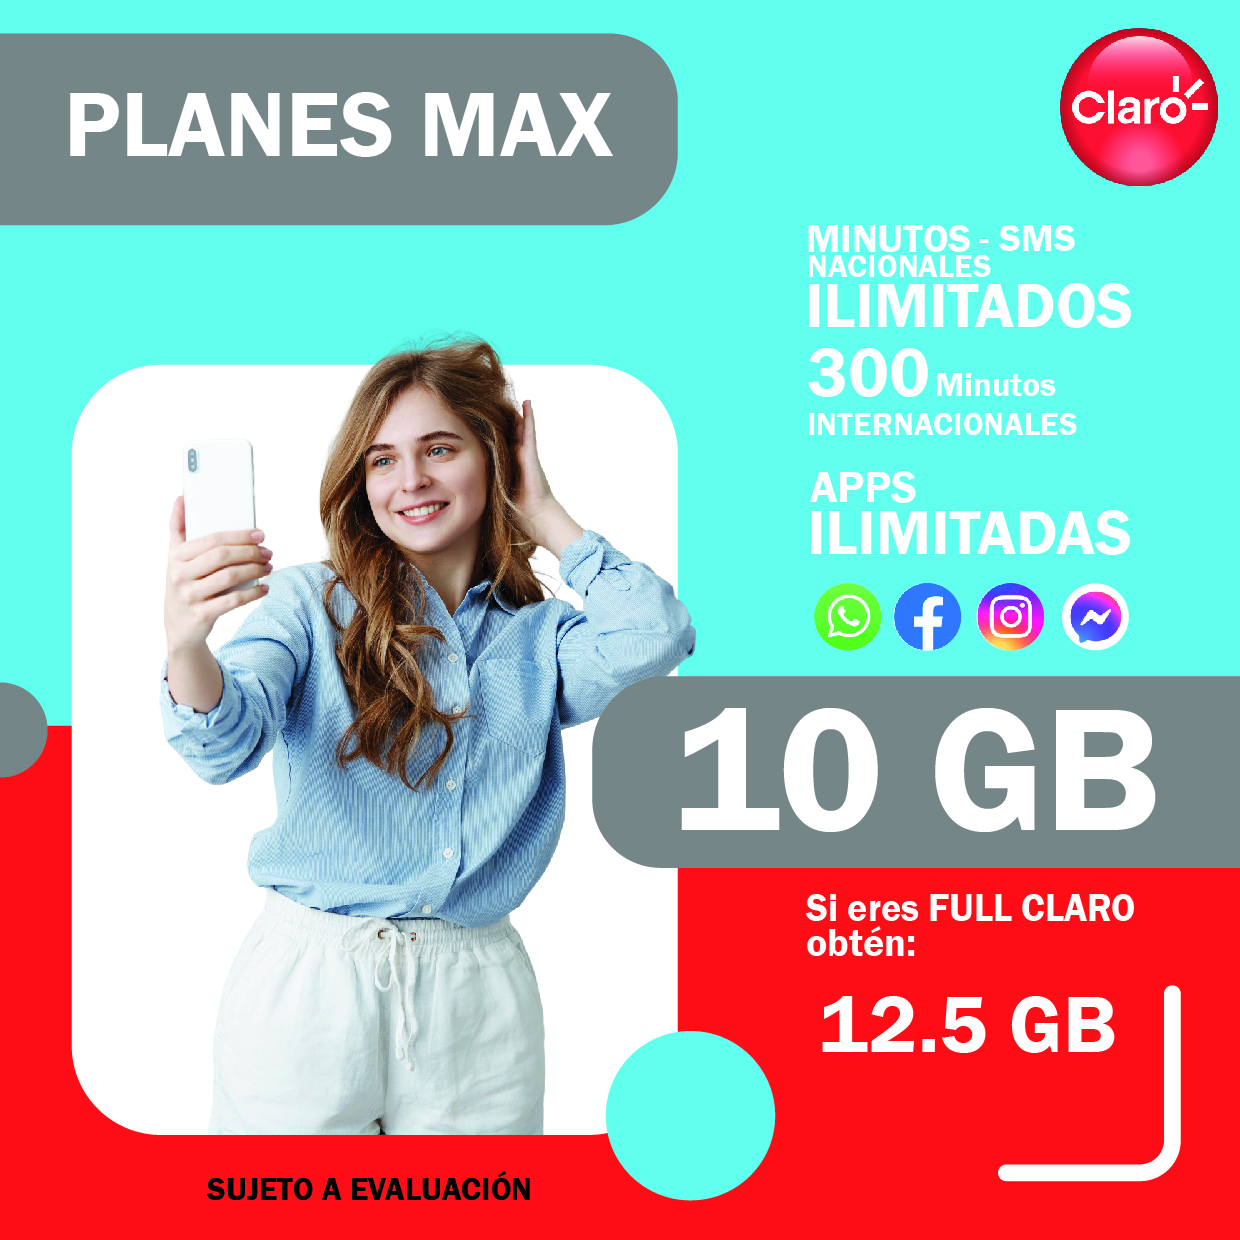 PLANES MAX
Claro
MINUTOS - SMS
NACIONALES
ILIMITADOS
300 Minutos
INTERNACIONALES
APPS
ILIMITADAS
10 GB
Si eres FULL CLARO
obtén:
12.5 GB
SUJETO A EVALUACIÓN